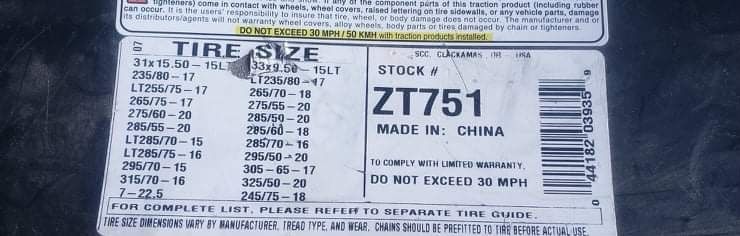 tighteners) come in contact with wheels, wheel covers, raised lettering on tire sidewalls, or any vehicle parts, damage
can occur. It is the users' responsibility to insure that tire, wheel, or body damage does not occur. The manufacturer and or
its distributors/agents will not warranty wheel covers, alloy wheels, body parts or tires damaged by chain or tighteners.
DO NOT EXCEED 30 MPH / 50 KMH with traction products installed.
07
TIRE SIZE
31x15.50-15LT
235/80-17
LT255/75-17
265/75-17
275/60-20
285/55-20
LT285/70-15
LT285/75-16
295/70-15
315/70-16
7-22.5
33x9.50-15LT
LT235/80-17
265/70-18
275/55-20
285/50-20
285/60-18
285/70-16
295/50-20
305-65-17
325/50-20
245/75-18
SCC, CLACKAMAS, OR USA
STOCK #
ZT751
MADE IN: CHINA
TO COMPLY WITH LIMITED WARRANTY,
DO NOT EXCEED 30 MPH
0 44182 03935 9
FOR COMPLETE LIST, PLEASE REFER TO SEPARATE TIRE GUIDE.
TIRE SIZE DIMENSIONS VARY BY MANUFACTURER, TREAD TYPE, AND WEAR. CHAINS SHOULD BE PREFITTED TO TIRE BEFORE ACTUAL USE.